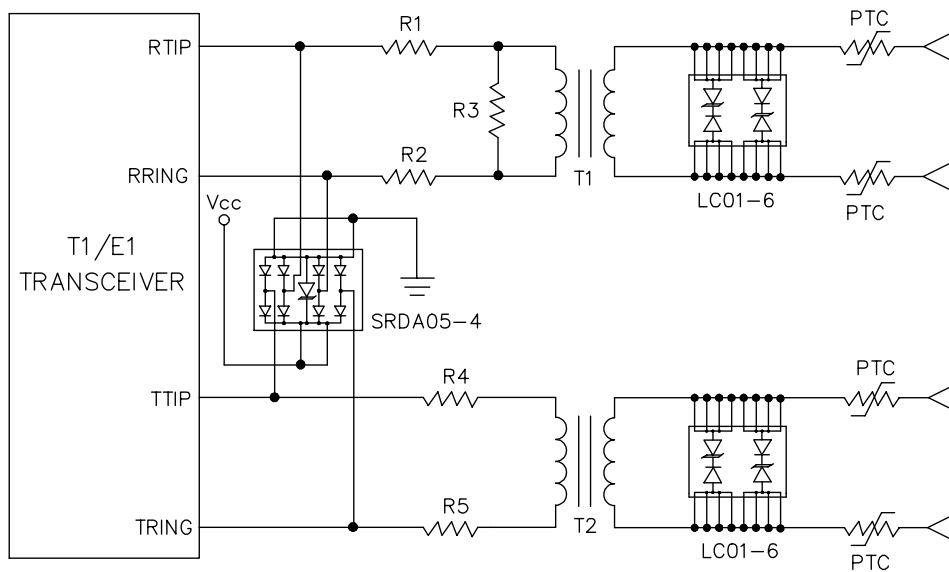 PTC
RTIP
R1
R3
RRING
R2
T1
LC01-6
PTC
Vcc
T1/E1
TRANSCEIVER
SRDA05-4
PTC
TTIP
R4
TRING
R5
T2
LC01-6
PTC